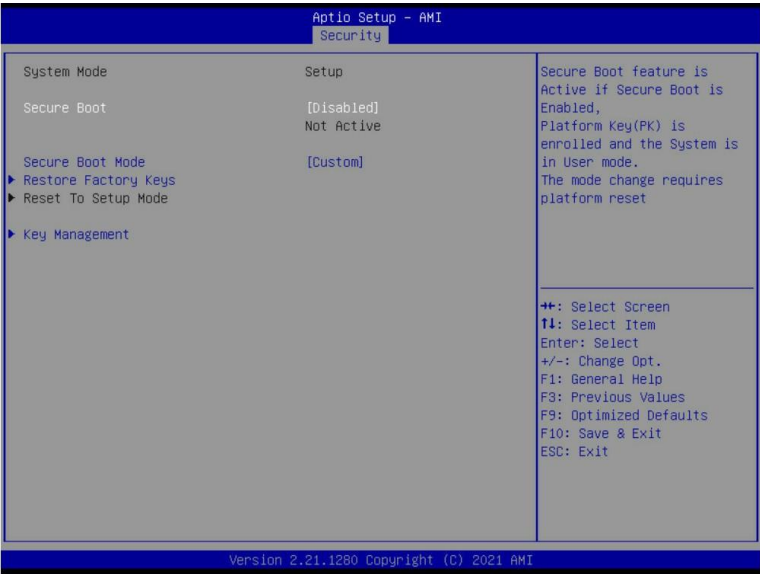 Aptio Setup – AMI
Security
System Mode Setup
Secure Boot [Disabled]
Not Active
Secure Boot Mode [Custom]
Restore Factory Keys
Reset To Setup Mode
Key Management
Secure Boot feature is
Active if Secure Boot is
Enabled,
Platform Key(PK) is
enrolled and the System is
in User mode.
The mode change requires
platform reset
→←: Select Screen
↑↓: Select Item
Enter: Select
+/-: Change Opt.
F1: General Help
F3: Previous Values
F9: Optimized Defaults
F10: Save & Exit
ESC: Exit
Version 2.21.1280 Copyright (C) 2021 AMI